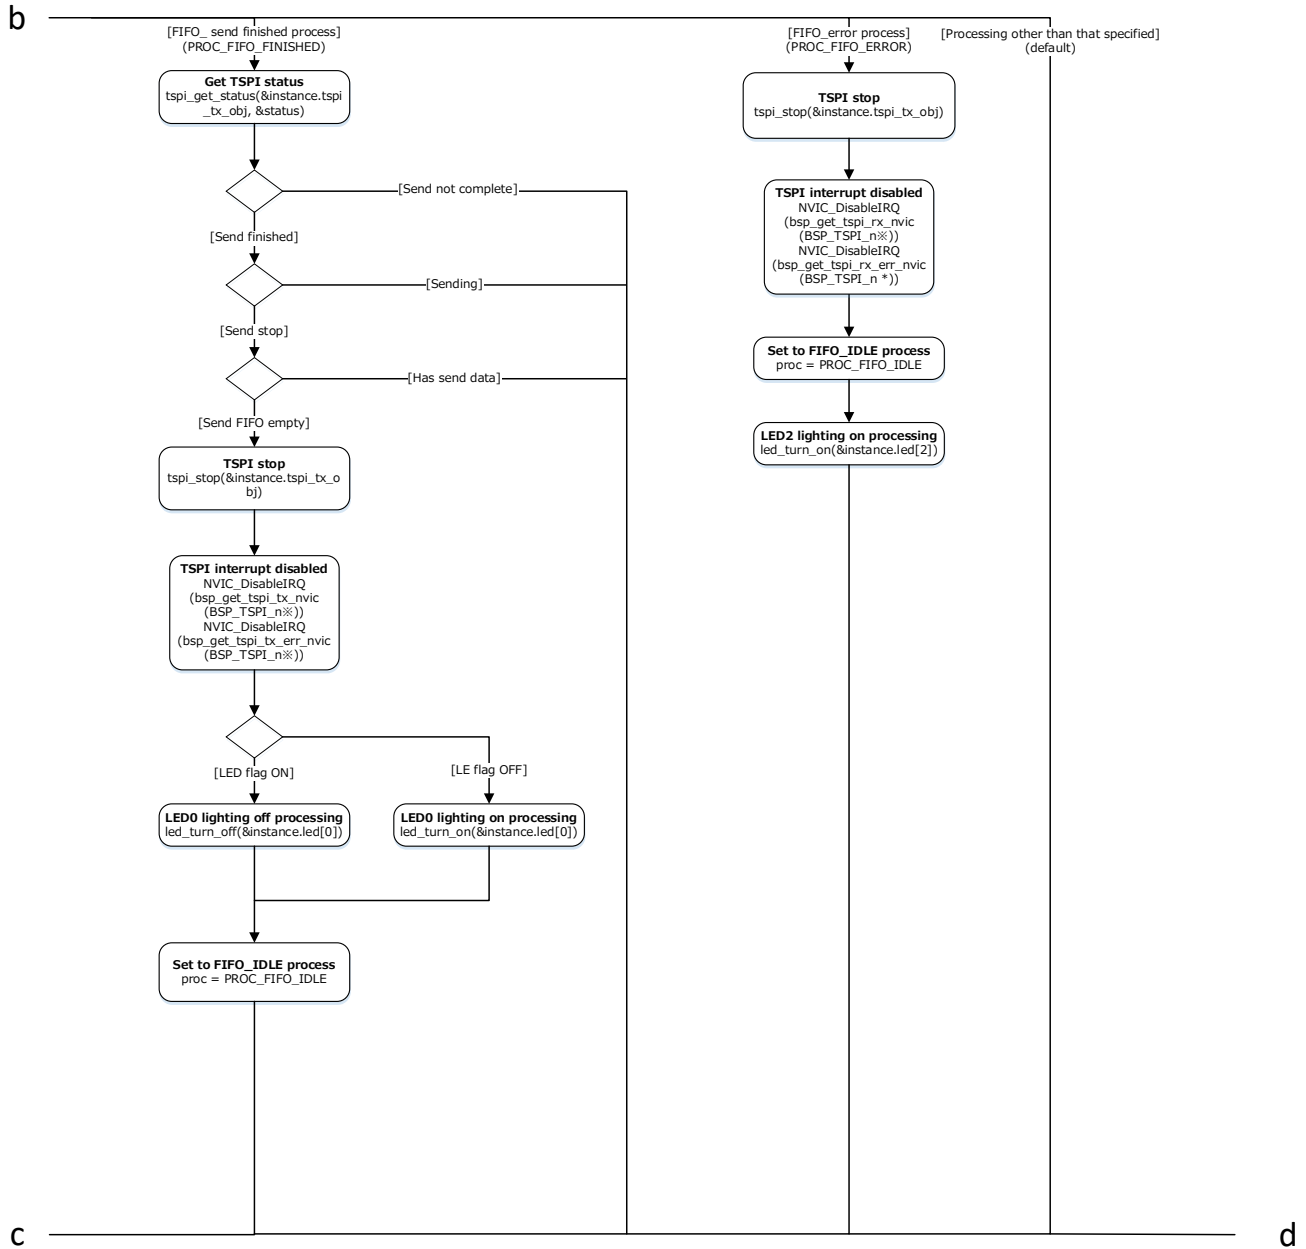 b
[FIFO_ send finished process]
(PROC_FIFO_FINISHED)
Get TSPI status
tspi_get_status(&instance.tspi
_tx_obj, &status)
[Send not complete]
[Send finished]
[Sending]
[Send stop]
[Has send data]
[Send FIFO empty]
TSPI stop
tspi_stop(&instance.tspi_tx_o
bj)
TSPI interrupt disabled
NVIC_DisableIRQ
(bsp_get_tspi_tx_nvic
(BSP_TSPI_n※))
NVIC_DisableIRQ
(bsp_get_tspi_tx_err_nvic
(BSP_TSPI_n※))
[LED flag ON]
[LE flag OFF]
LED0 lighting off processing
led_turn_off(&instance.led[0])
LED0 lighting on processing
led_turn_on(&instance.led[0])
Set to FIFO_IDLE process
proc = PROC_FIFO_IDLE
[FIFO_error process]
(PROC_FIFO_ERROR)
TSPI stop
tspi_stop(&instance.tspi_tx_obj)
TSPI interrupt disabled
NVIC_DisableIRQ
(bsp_get_tspi_rx_nvic
(BSP_TSPI_n※))
NVIC_DisableIRQ
(bsp_get_tspi_rx_err_nvic
(BSP_TSPI_n *))
Set to FIFO_IDLE process
proc = PROC_FIFO_IDLE
LED2 lighting on processing
led_turn_on(&instance.led[2])
[Processing other than that specified]
(default)
c
d